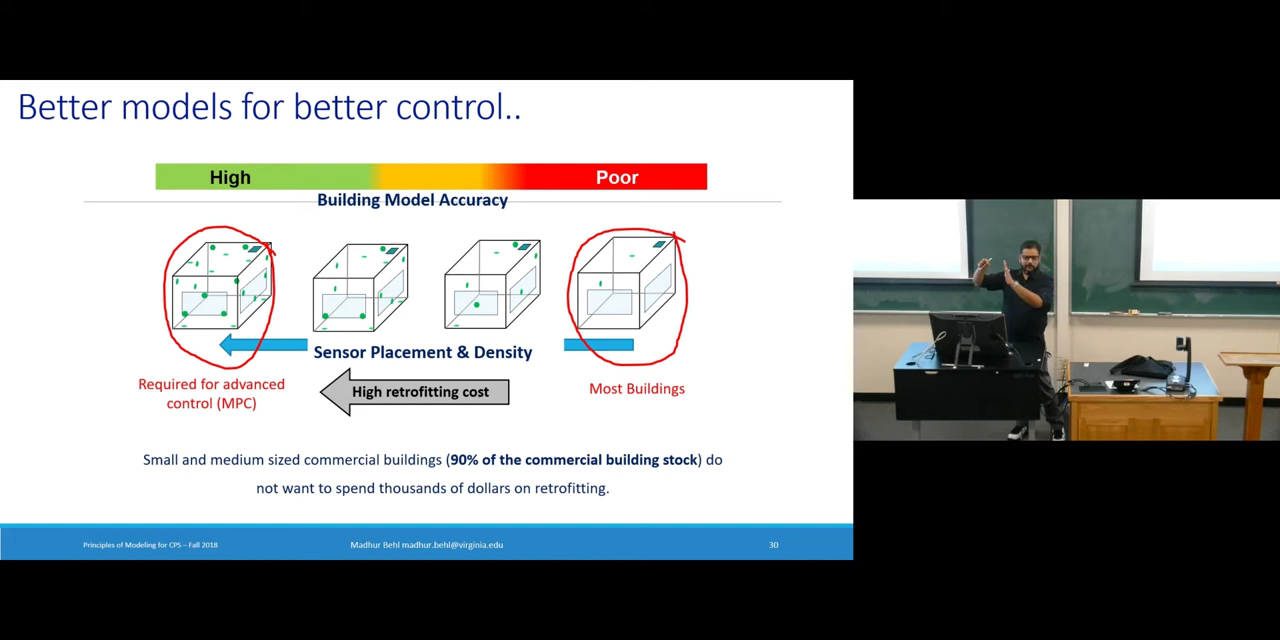 Better models for better control..
High
Poor
Building Model Accuracy
Sensor Placement & Density
Required for advanced
control (MPC)
High retrofitting cost
Most Buildings
Small and medium sized commercial buildings (90% of the commercial building stock) do
not want to spend thousands of dollars on retrofitting.
Principles of Modeling for CPS – Fall 2018
Madhur Behl madhur.behl@virginia.edu
30